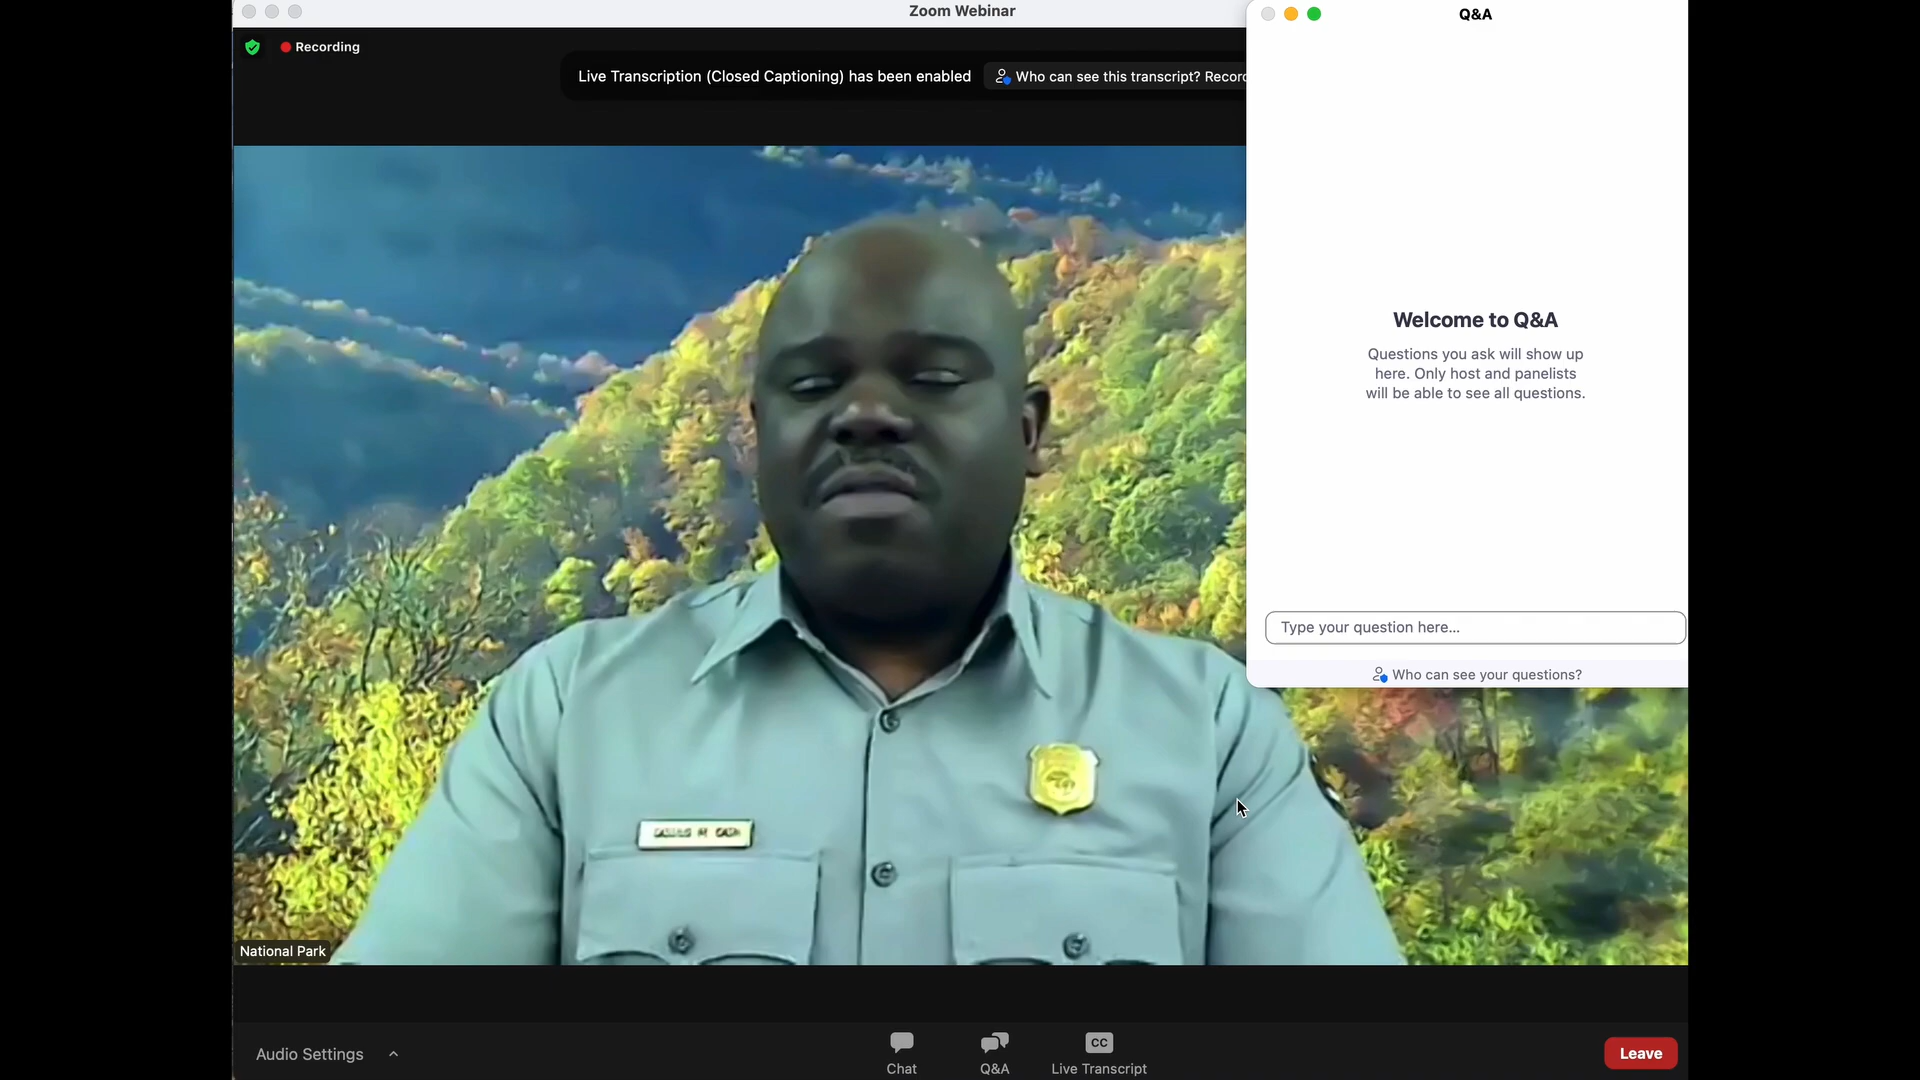 Zoom Webinar
Q&A
Recording
Live Transcription (Closed Captioning) has been enabled
Who can see this transcript? Recor
Welcome to Q&A
Questions you ask will show up
here. Only host and panelists
will be able to see all questions.
Type your question here...
Who can see your questions?
National Park
Audio Settings
CC
Chat
Q&A
Live Transcript
Leave